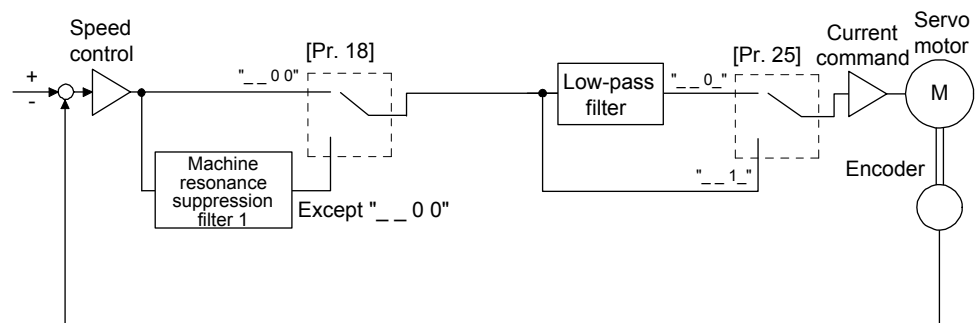 Speed
control
[Pr. 18]
"_ _ 0 0"
+
-
Machine
resonance
suppression
filter 1
Except "_ _ 0 0"
Low-pass
filter
"_ _ 0_"
[Pr. 25]
"_ _ 1_"
Current
command
Servo
motor
M
Encoder